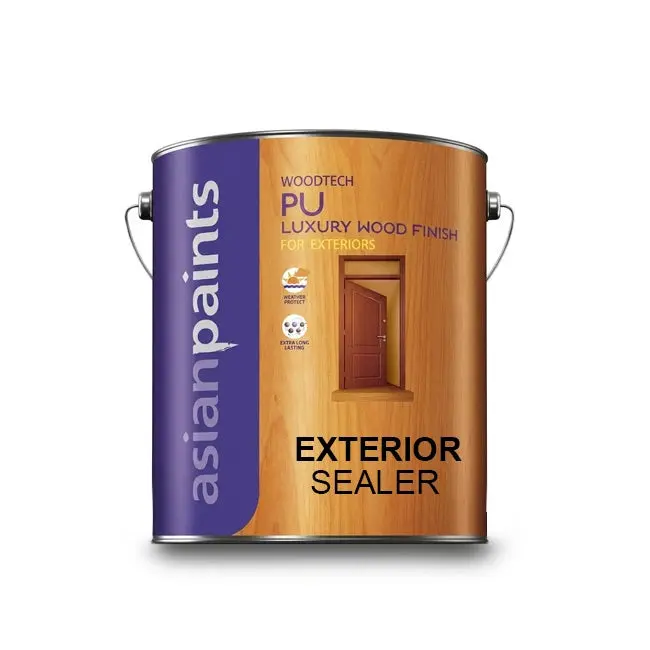 asianpaints
WOODTECH
PU
LUXURY WOOD FINISH
FOR EXTERIORS
WEATHER
PROTECT
EXTRA LONG
LASTING
EXTERIOR
SEALER